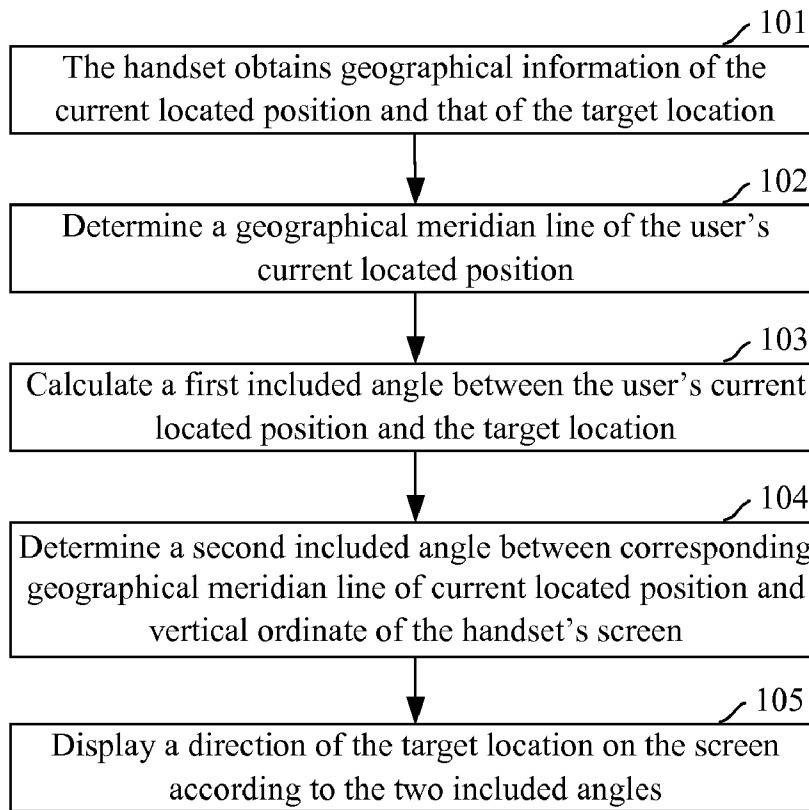 101
The handset obtains geographical information of the
current located position and that of the target location
102
Determine a geographical meridian line of the user’s
current located position
103
Calculate a first included angle between the user’s current
located position and the target location
104
Determine a second included angle between corresponding
geographical meridian line of current located position and
vertical ordinate of the handset’s screen
105
Display a direction of the target location on the screen
according to the two included angles